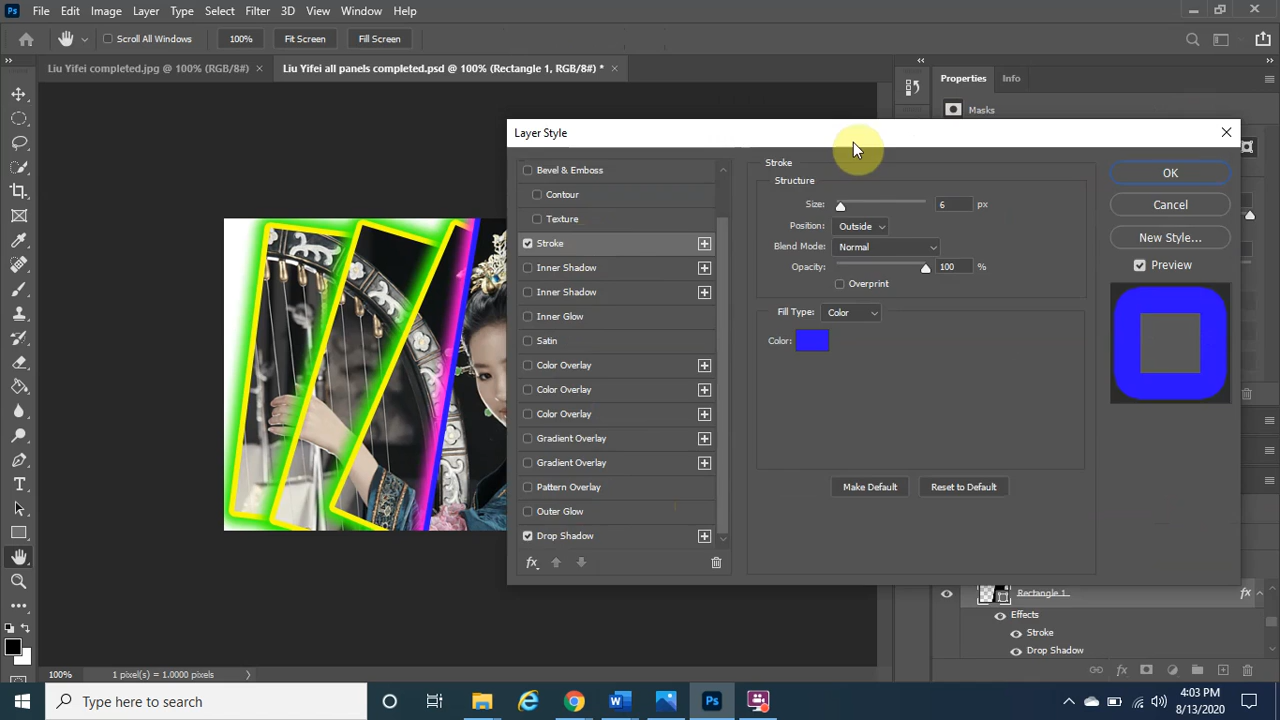 Ps File Edit Image Layer Type Select Filter 3D View Window Help
Scroll All Windows 100% Fit Screen Fill Screen
Liu Yifei completed.jpg @ 100% (RGB/8#) × Liu Yifei all panels completed.psd @ 100% (Rectangle 1, RGB/8#) * ×
Properties Info
Masks
Layer Style
Bevel & Emboss
Contour
Texture
Stroke
Inner Shadow
Inner Shadow
Inner Glow
Satin
Color Overlay
Color Overlay
Color Overlay
Gradient Overlay
Gradient Overlay
Pattern Overlay
Outer Glow
Drop Shadow
fx
Stroke
Structure
Size: 6 px
Position: Outside
Blend Mode: Normal
Opacity: 100 %
Overprint
Fill Type: Color
Color:
Make Default Reset to Default
OK
Cancel
New Style...
Preview
Rectangle 1 fx
Effects
Stroke
Drop Shadow
fx
100% 1 pixel(s) = 1.0000 pixels
Type here to search
4:03 PM
8/13/2020